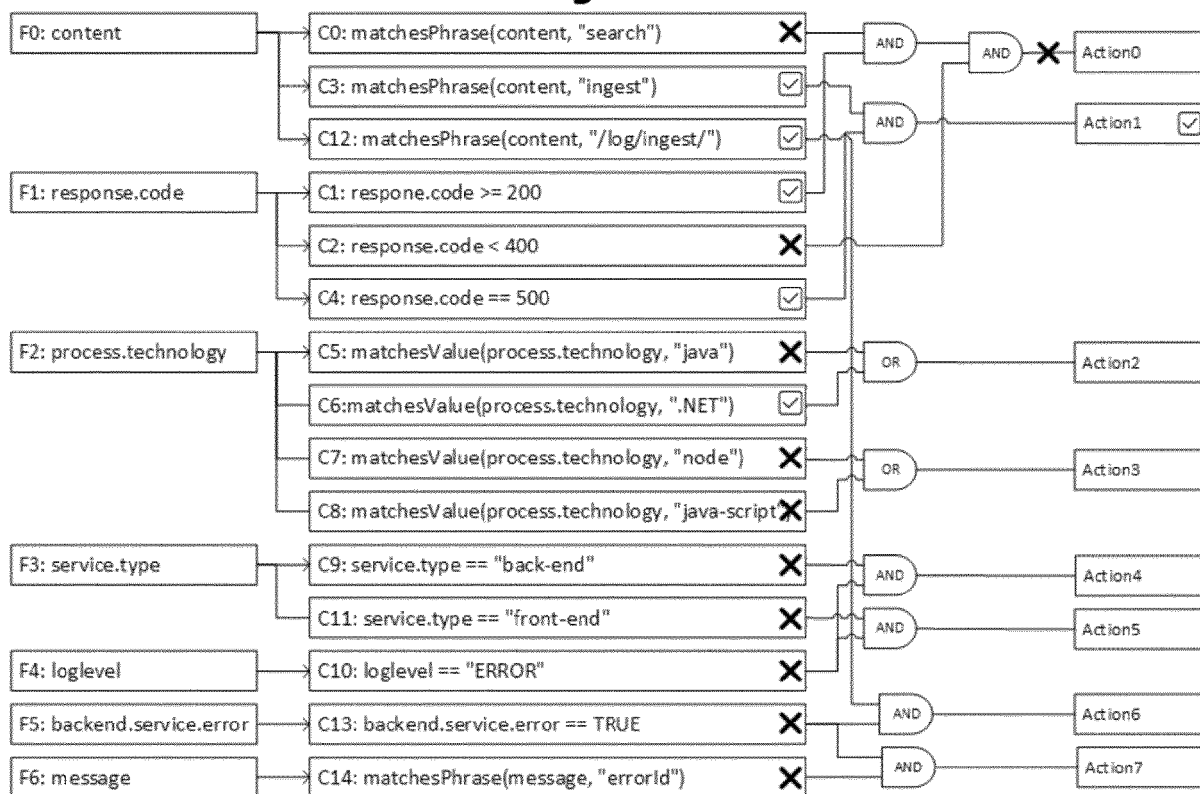 F0: content
C0: matchesPhrase(content, "search")
AND
AND
Action0
C3: matchesPhrase(content, "ingest")
C12: matchesPhrase(content, "/log/ingest/")
AND
Action1
F1: response.code
C1: respone.code >= 200
C2: response.code < 400
C4: response.code == 500
F2: process.technology
C5: matchesValue(process.technology, "java")
OR
Action2
C6:matchesValue(process.technology, ".NET")
C7: matchesValue(process.technology, "node")
OR
Action3
C8: matchesValue(process.technology, "java-script")
F3: service.type
C9: service.type == "back-end"
AND
Action4
C11: service.type == "front-end"
AND
Action5
F4: loglevel
C10: loglevel == "ERROR"
F5: backend.service.error
C13: backend.service.error == TRUE
AND
Action6
F6: message
C14: matchesPhrase(message, "errorId")
AND
Action7